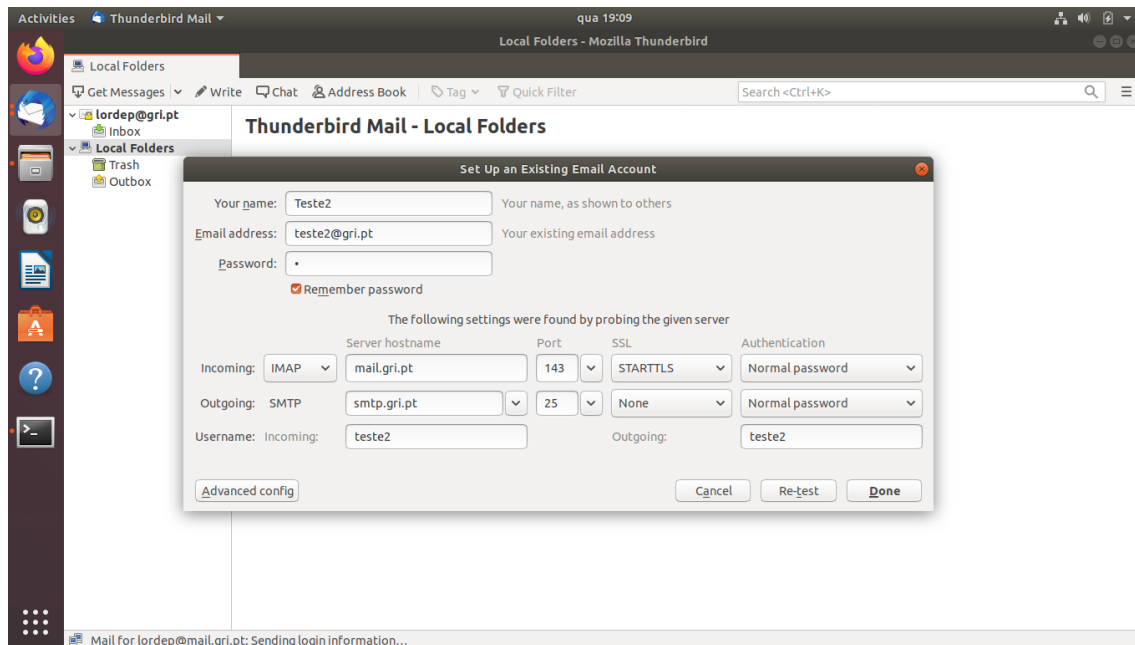 Activities Thunderbird Mail qua 19:09
Local Folders - Mozilla Thunderbird
Local Folders
Get Messages Write Chat Address Book Tag Quick Filter Search <Ctrl+K>
lordep@gri.pt
Inbox
Local Folders
Trash
Outbox
Thunderbird Mail - Local Folders
Set Up an Existing Email Account
Your name: Teste2 Your name, as shown to others
Email address: teste2@gri.pt Your existing email address
Password: •
Remember password
The following settings were found by probing the given server
Server hostname Port SSL Authentication
Incoming: IMAP mail.gri.pt 143 STARTTLS Normal password
Outgoing: SMTP smtp.gri.pt 25 None Normal password
Username: Incoming: teste2 Outgoing: teste2
Advanced config Cancel Re-test Done
Mail for lordep@mail.gri.pt: Sending login information...